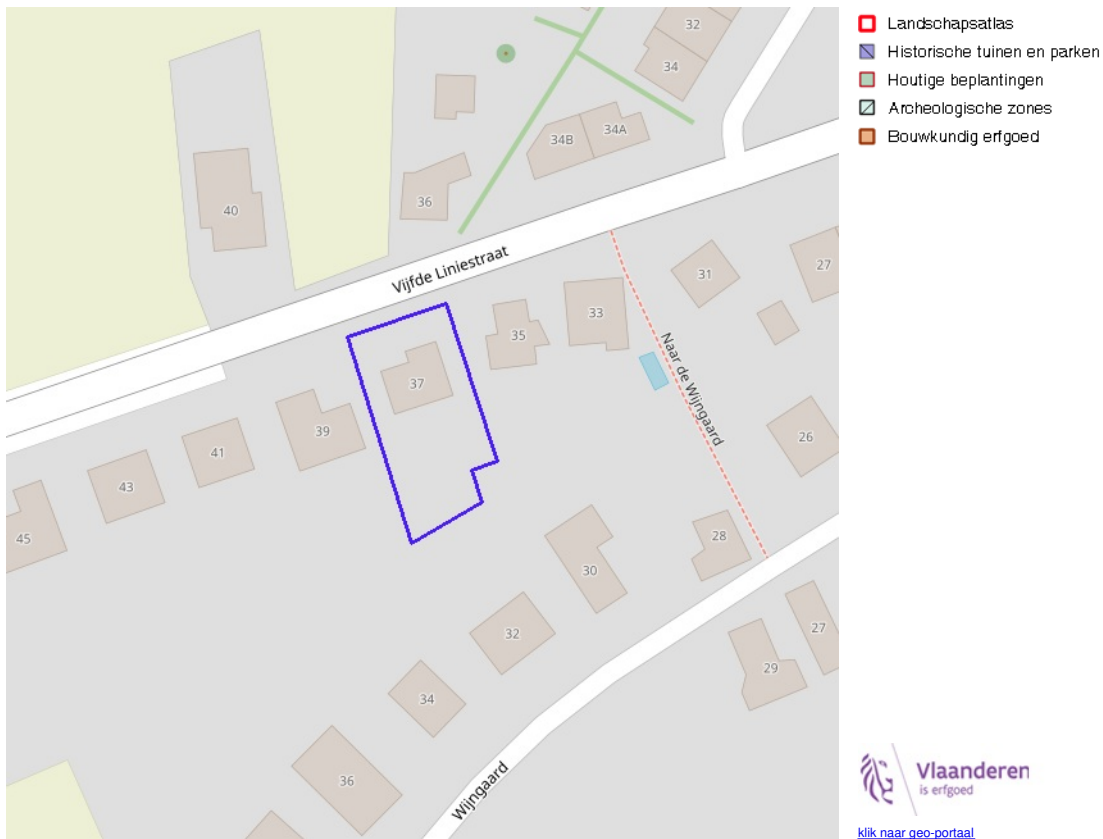 32
34
34A
34B
36
40
Vijfde Liniestraat
31
27
33
35
37
39
41
43
45
Naar de Wijngaard
26
28
30
32
34
36
27
29
Wijngaard
Landschapsatlas
Historische tuinen en parken
Houtige beplantingen
Archeologische zones
Bouwkundig erfgoed
Vlaanderen
is erfgoed
klik naar geo-portaal